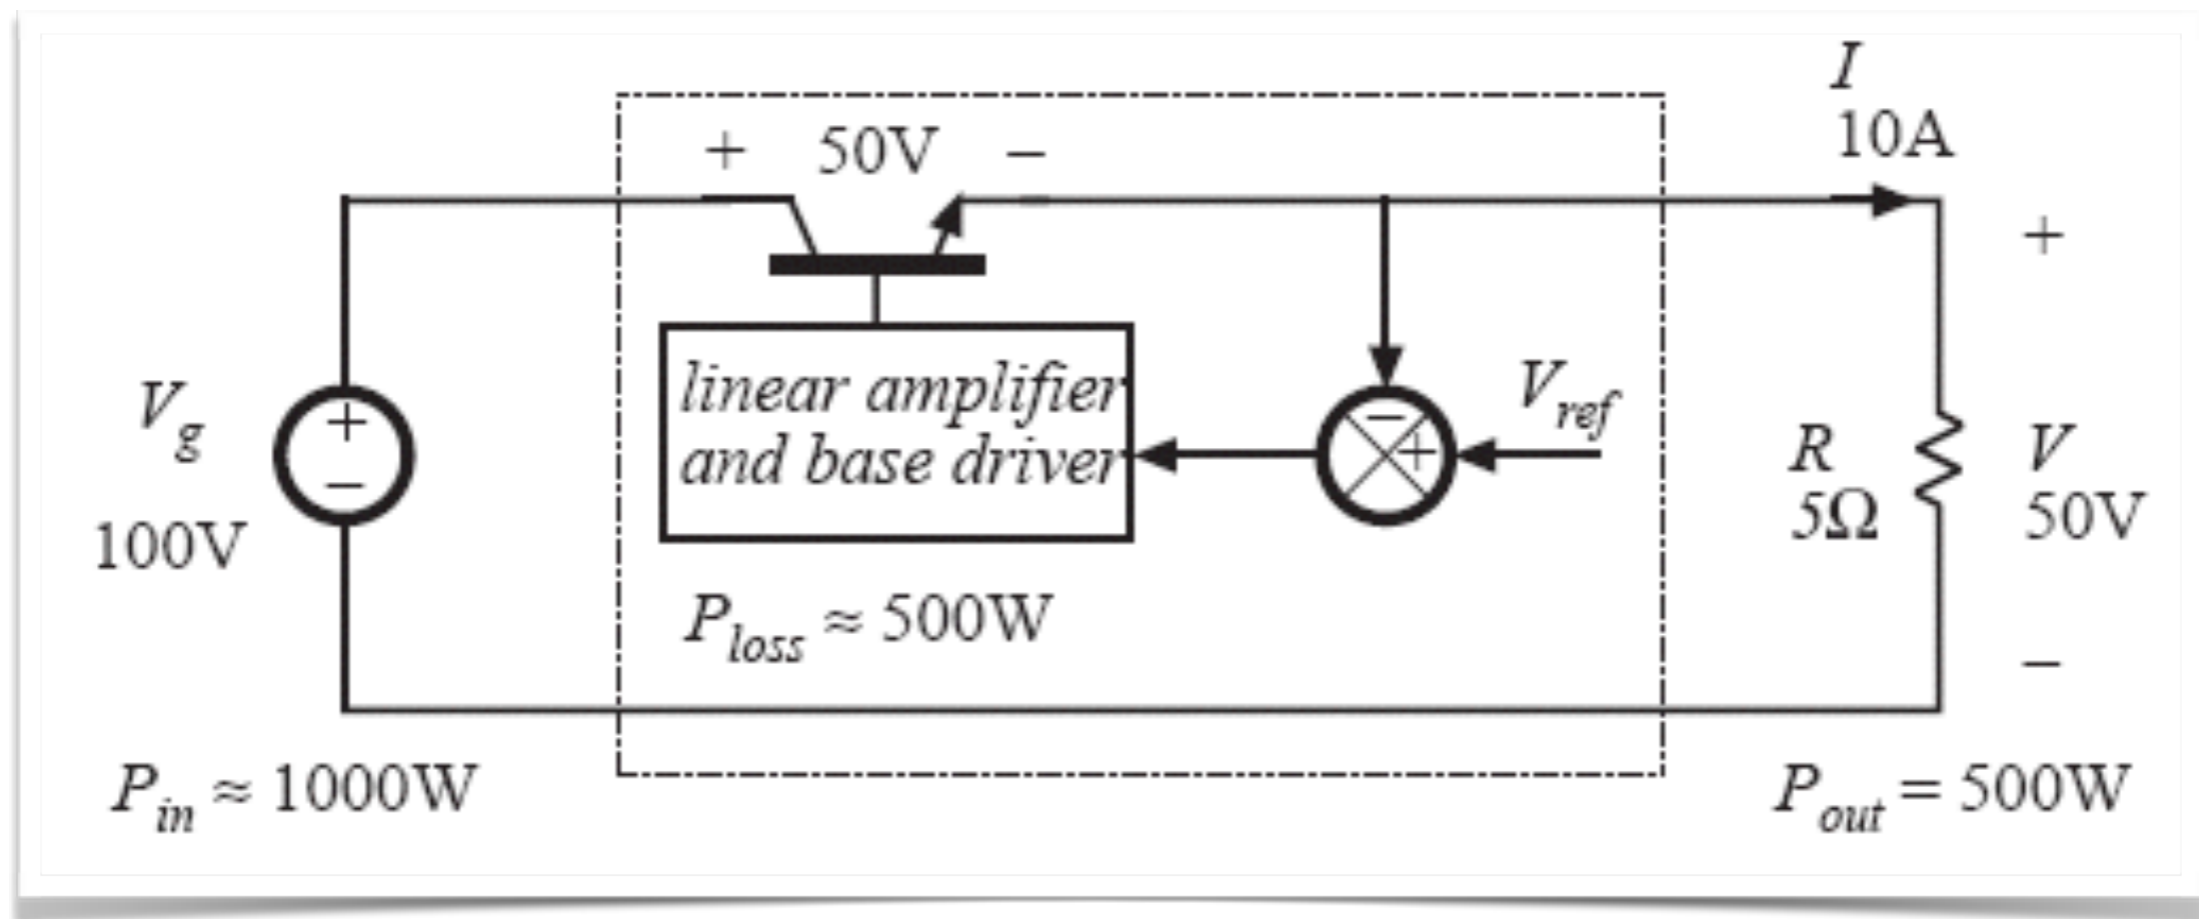 I
10A
+ 50V −
+
V_g
+
−
100V
linear amplifier
and base driver
−
+
V_ref
R
5Ω
V
50V
−
P_loss ≈ 500W
P_in ≈ 1000W
P_out = 500W